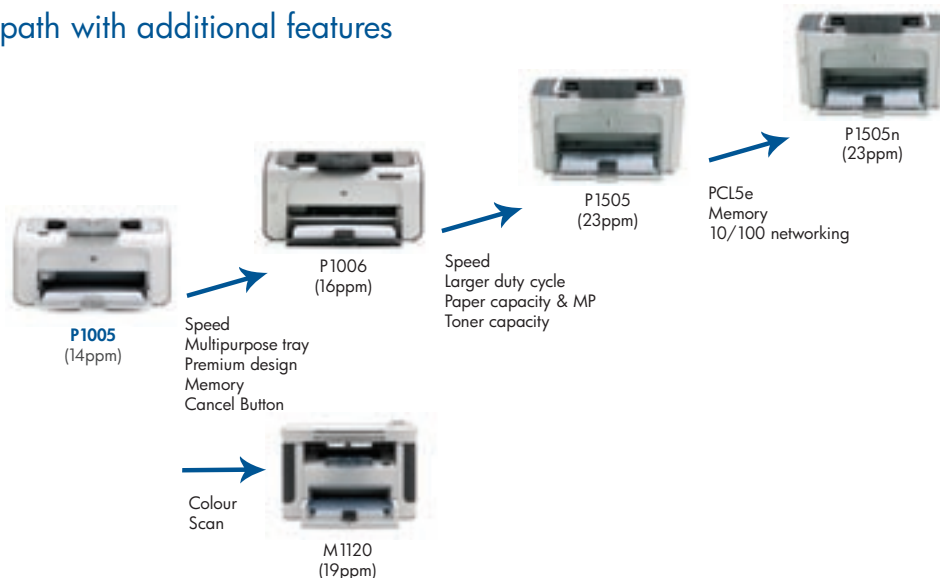 path with additional features
P1505n
(23ppm)
P1505
(23ppm)
PCL5e
Memory
10/100 networking
P1006
(16ppm)
Speed
Larger duty cycle
Paper capacity & MP
Toner capacity
P1005
(14ppm)
Speed
Multipurpose tray
Premium design
Memory
Cancel Button
Colour
Scan
M1120
(19ppm)